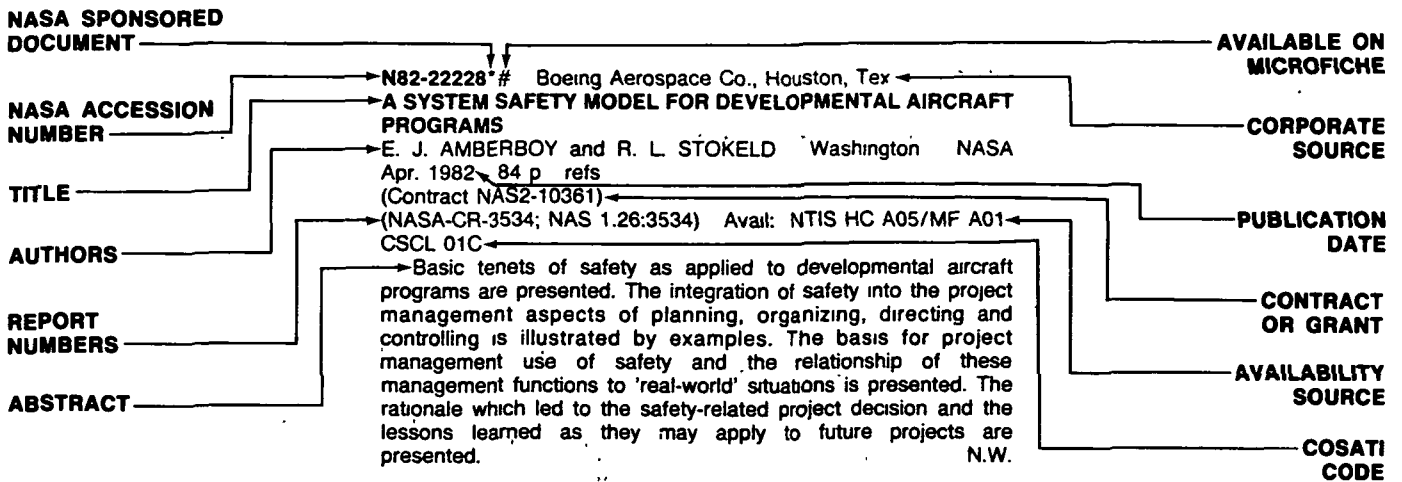 NASA SPONSORED
DOCUMENT
NASA ACCESSION
NUMBER
TITLE
AUTHORS
REPORT
NUMBERS
ABSTRACT
N82-22228*# Boeing Aerospace Co., Houston, Tex
A SYSTEM SAFETY MODEL FOR DEVELOPMENTAL AIRCRAFT
PROGRAMS
E. J. AMBERBOY and R. L. STOKELD Washington NASA
Apr. 1982 84 p refs
(Contract NAS2-10361)
(NASA-CR-3534; NAS 1.26:3534) Avail: NTIS HC A05/MF A01
CSCL 01C
Basic tenets of safety as applied to developmental aircraft
programs are presented. The integration of safety into the project
management aspects of planning, organizing, directing and
controlling is illustrated by examples. The basis for project
management use of safety and the relationship of these
management functions to 'real-world' situations is presented. The
rationale which led to the safety-related project decision and the
lessons learned as they may apply to future projects are
presented. N.W.
AVAILABLE ON
MICROFICHE
CORPORATE
SOURCE
PUBLICATION
DATE
CONTRACT
OR GRANT
AVAILABILITY
SOURCE
COSATI
CODE